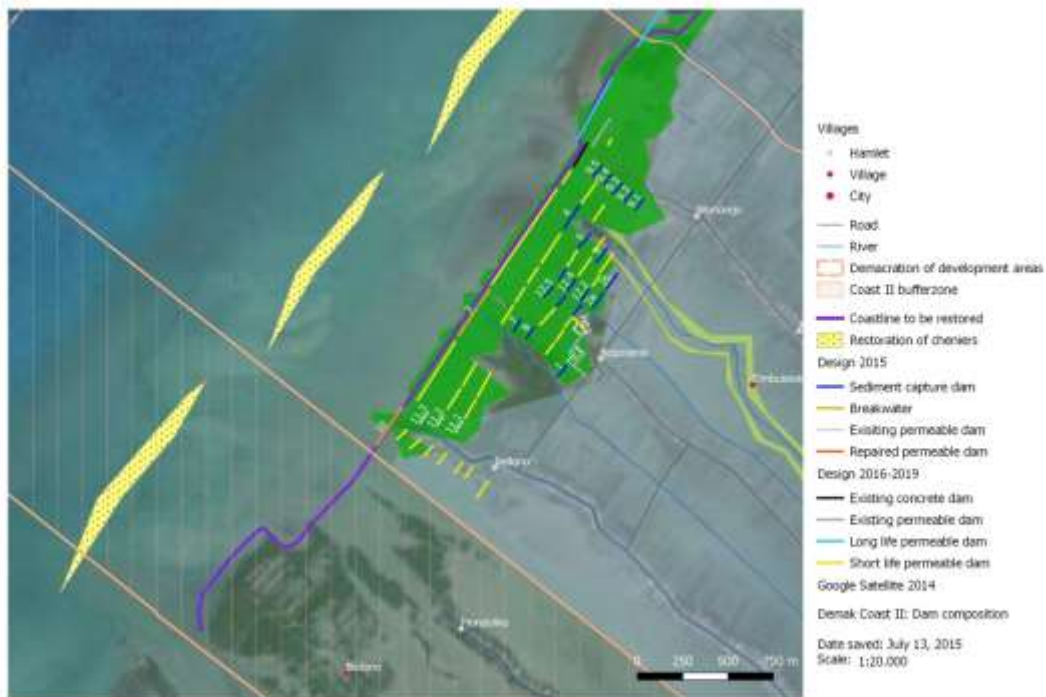 Villages
Hamlet
Village
City
Road
River
Demacration of development areas
Coast II bufferzone
Coastline to be restored
Restoration of cheniers
Design 2015
Sediment capture dam
Breakwater
Exisiting permeable dam
Repaired permeable dam
Design 2016-2019
Existing concrete dam
Existing permeable dam
Long life permeable dam
Short life permeable dam
Google Satellite 2014
Demak Coast II: Dam composition
Date saved: July 13, 2015
Scale: 1:20.000
0 250 500 750 m